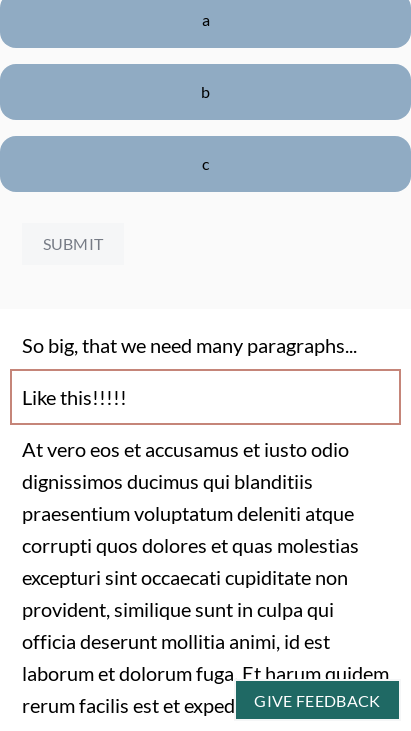 a
b
c
SUBMIT
So big, that we need many paragraphs...
Like this!!!!!
At vero eos et accusamus et iusto odio
dignissimos ducimus qui blanditiis
praesentium voluptatum deleniti atque
corrupti quos dolores et quas molestias
excepturi sint occaecati cupiditate non
provident, similique sunt in culpa qui
officia deserunt mollitia animi, id est
laborum et dolorum fuga. Et harum quidem
rerum facilis est et exped
GIVE FEEDBACK